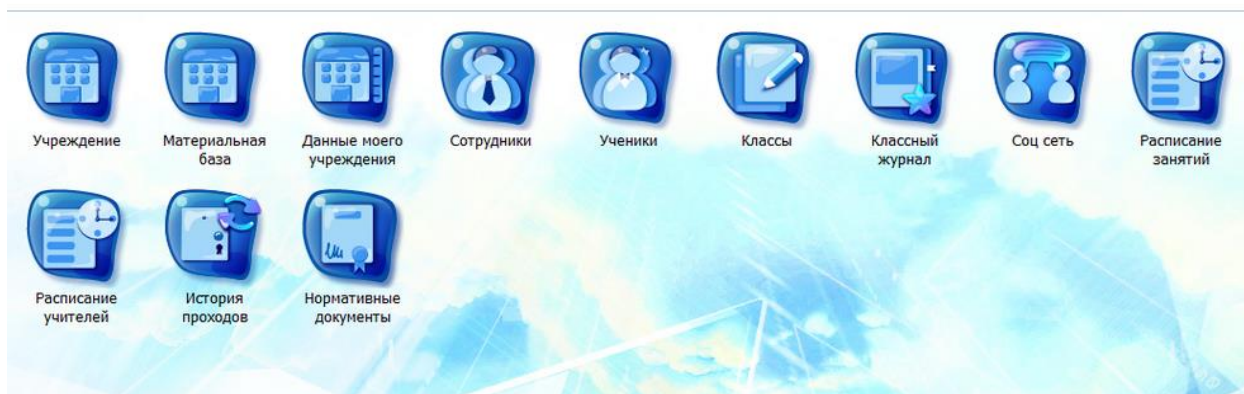 Учреждение
Материальная
база
Данные моего
учреждения
Сотрудники
Ученики
Классы
Классный
журнал
Соц сеть
Расписание
занятий
Расписание
учителей
История
проходов
Нормативные
документы